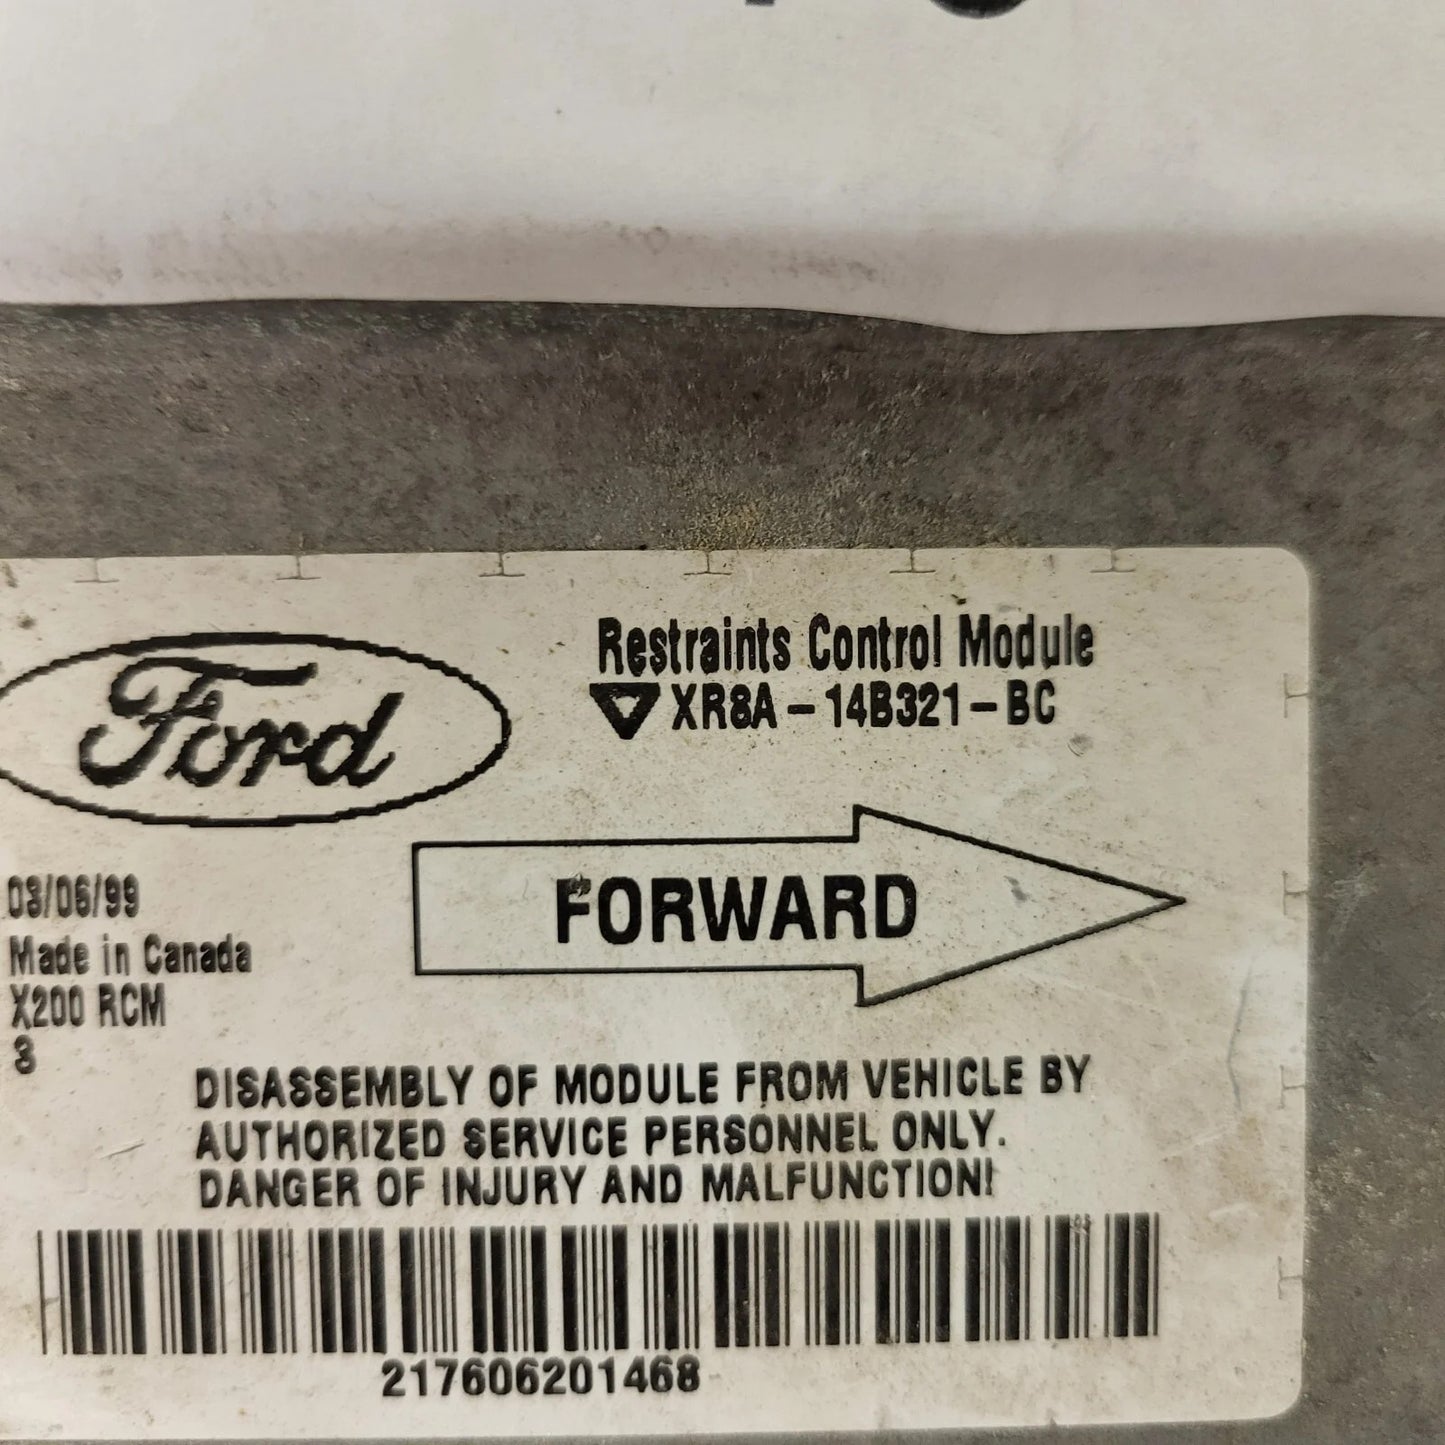 Ford
Restraints Control Module
XR8A-14B321-BC
FORWARD
03/06/99
Made in Canada
X200 RCM
3
DISASSEMBLY OF MODULE FROM VEHICLE BY
AUTHORIZED SERVICE PERSONNEL ONLY.
DANGER OF INJURY AND MALFUNCTION!
217606201468